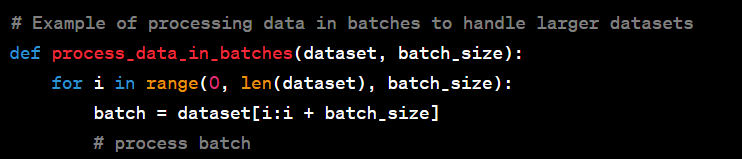 # Example of processing data in batches to handle larger datasets
def process_data_in_batches(dataset, batch_size):
    for i in range(0, len(dataset), batch_size):
        batch = dataset[i:i + batch_size]
        # process batch